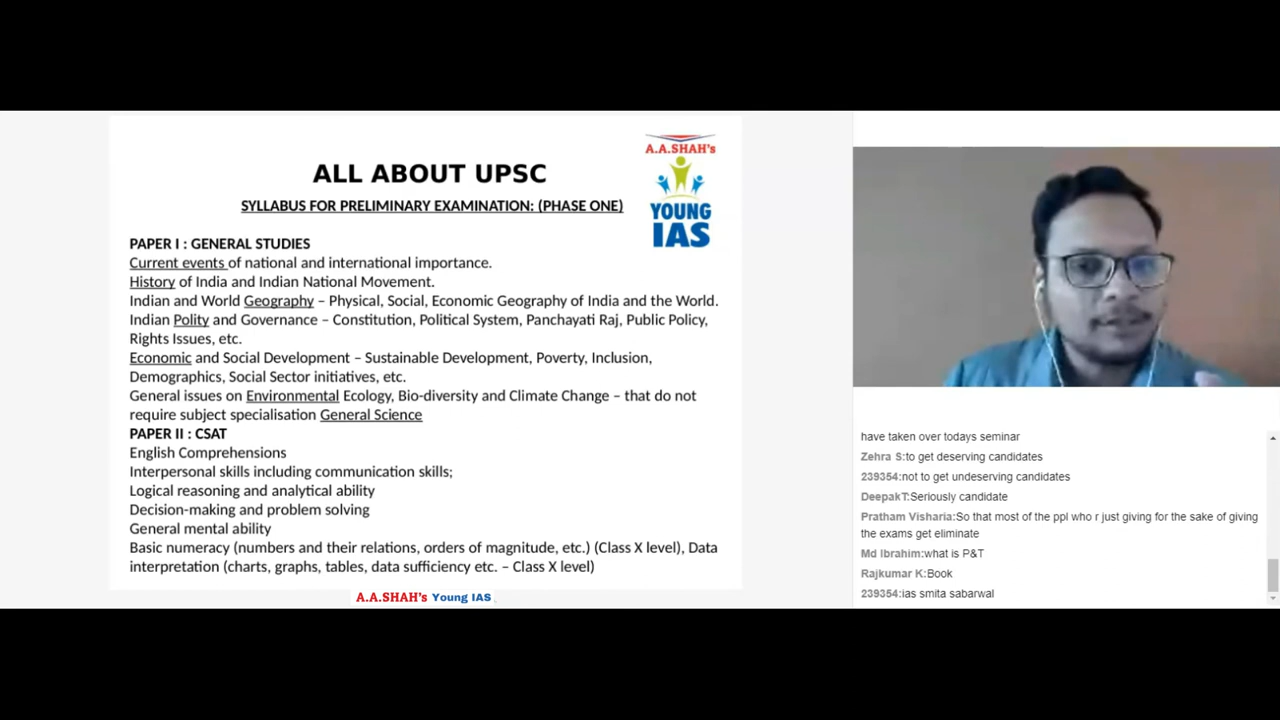 ALL ABOUT UPSC
SYLLABUS FOR PRELIMINARY EXAMINATION: (PHASE ONE)
A.A.SHAH's
YOUNG
IAS
PAPER I : GENERAL STUDIES
Current events of national and international importance.
History of India and Indian National Movement.
Indian and World Geography – Physical, Social, Economic Geography of India and the World.
Indian Polity and Governance – Constitution, Political System, Panchayati Raj, Public Policy,
Rights Issues, etc.
Economic and Social Development – Sustainable Development, Poverty, Inclusion,
Demographics, Social Sector initiatives, etc.
General issues on Environmental Ecology, Bio-diversity and Climate Change – that do not
require subject specialisation General Science
PAPER II : CSAT
English Comprehensions
Interpersonal skills including communication skills;
Logical reasoning and analytical ability
Decision-making and problem solving
General mental ability
Basic numeracy (numbers and their relations, orders of magnitude, etc.) (Class X level), Data
interpretation (charts, graphs, tables, data sufficiency etc. – Class X level)
A.A.SHAH's Young IAS
have taken over todays seminar
Zehra S:to get deserving candidates
239354:not to get undeserving candidates
DeepakT:Seriously candidate
Pratham Visharia:So that most of the ppl who r just giving for the sake of giving
the exams get eliminate
Md Ibrahim:what is P&T
Rajkumar K:Book
239354:ias smita sabarwal